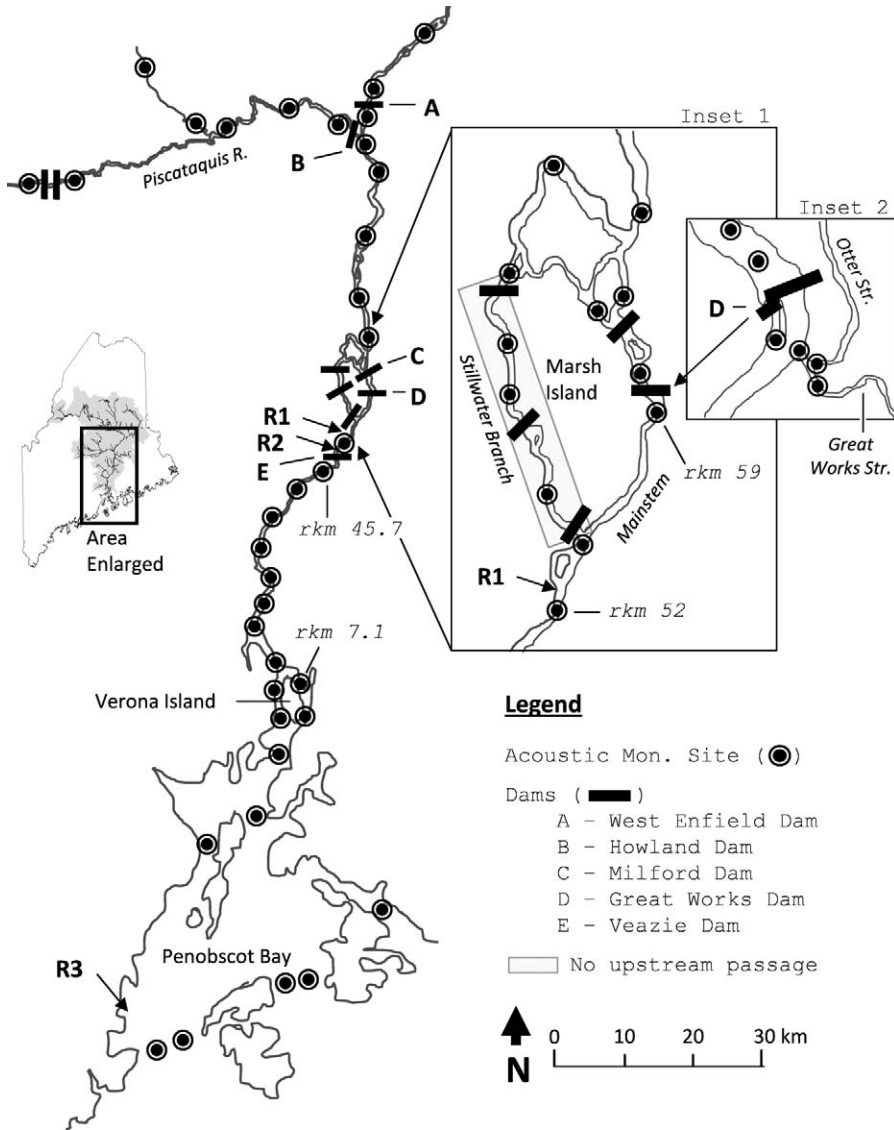 A
B
Piscataquis R.
Inset 1
Inset 2
Otter Str.
D
Great
Works Str.
Stillwater Branch
Marsh
Island
rkm 59
Mainstem
R1
rkm 52
C
D
R1
R2
E
rkm 45.7
Area
Enlarged
rkm 7.1
Verona Island
Penobscot Bay
R3
Legend
Acoustic Mon. Site ( )
Dams ( )
A – West Enfield Dam
B – Howland Dam
C – Milford Dam
D – Great Works Dam
E – Veazie Dam
No upstream passage
N
0 10 20 30 km